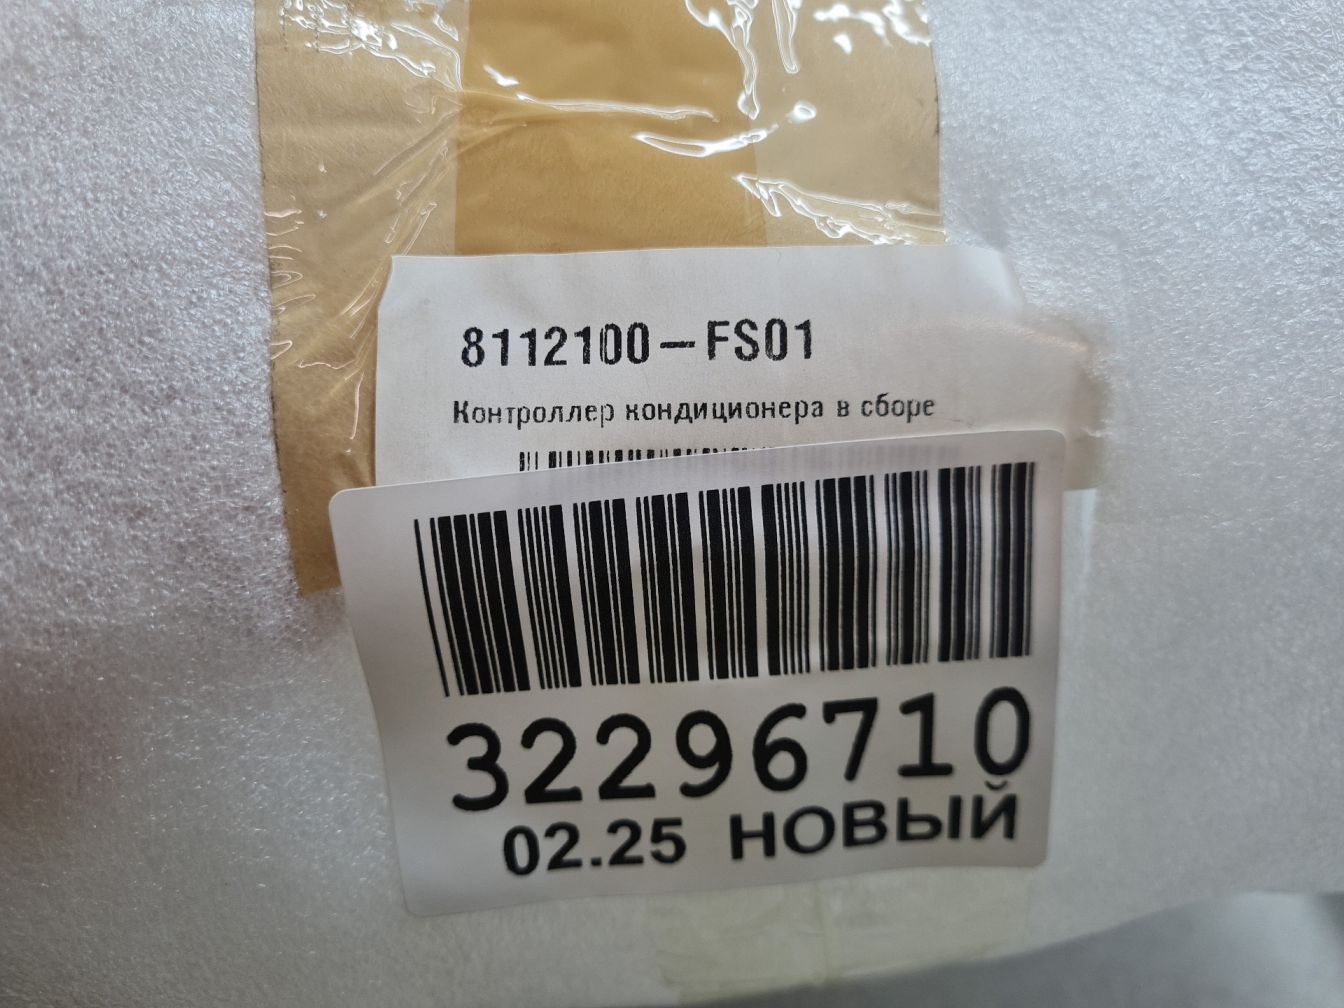 8112100-FS01
Контроллер кондиционера в сборе
32296710
02.25 НОВЫЙ